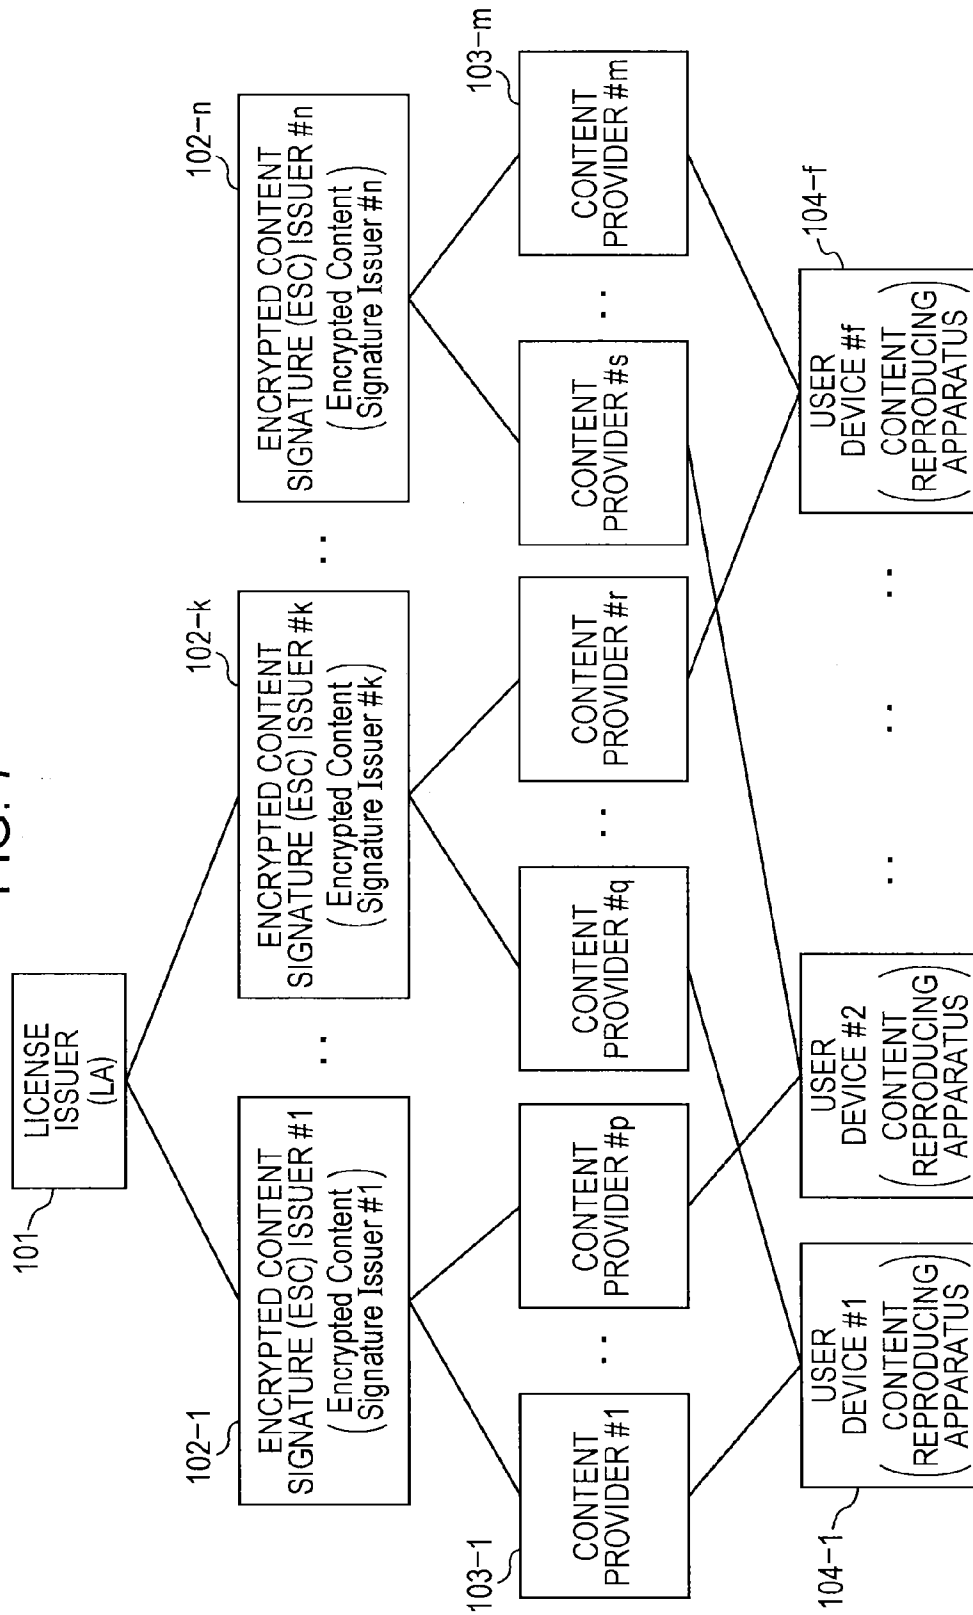 FIG. 7
LICENSE
ISSUER
(LA)
101
ENCRYPTED CONTENT
SIGNATURE (ESC) ISSUER #1
(Encrypted Content
Signature Issuer #1)
102-1
..
ENCRYPTED CONTENT
SIGNATURE (ESC) ISSUER #k
(Encrypted Content
Signature Issuer #k)
102-k
..
ENCRYPTED CONTENT
SIGNATURE (ESC) ISSUER #n
(Encrypted Content
Signature Issuer #n)
102-n
CONTENT
PROVIDER #1
103-1
..
CONTENT
PROVIDER #p
CONTENT
PROVIDER #q
..
CONTENT
PROVIDER #r
CONTENT
PROVIDER #s
..
CONTENT
PROVIDER #m
103-m
USER
DEVICE #1
(CONTENT
REPRODUCING
APPARATUS)
104-1
USER
DEVICE #2
(CONTENT
REPRODUCING
APPARATUS)
.. .. ..
USER
DEVICE #f
(CONTENT
REPRODUCING
APPARATUS)
104-f